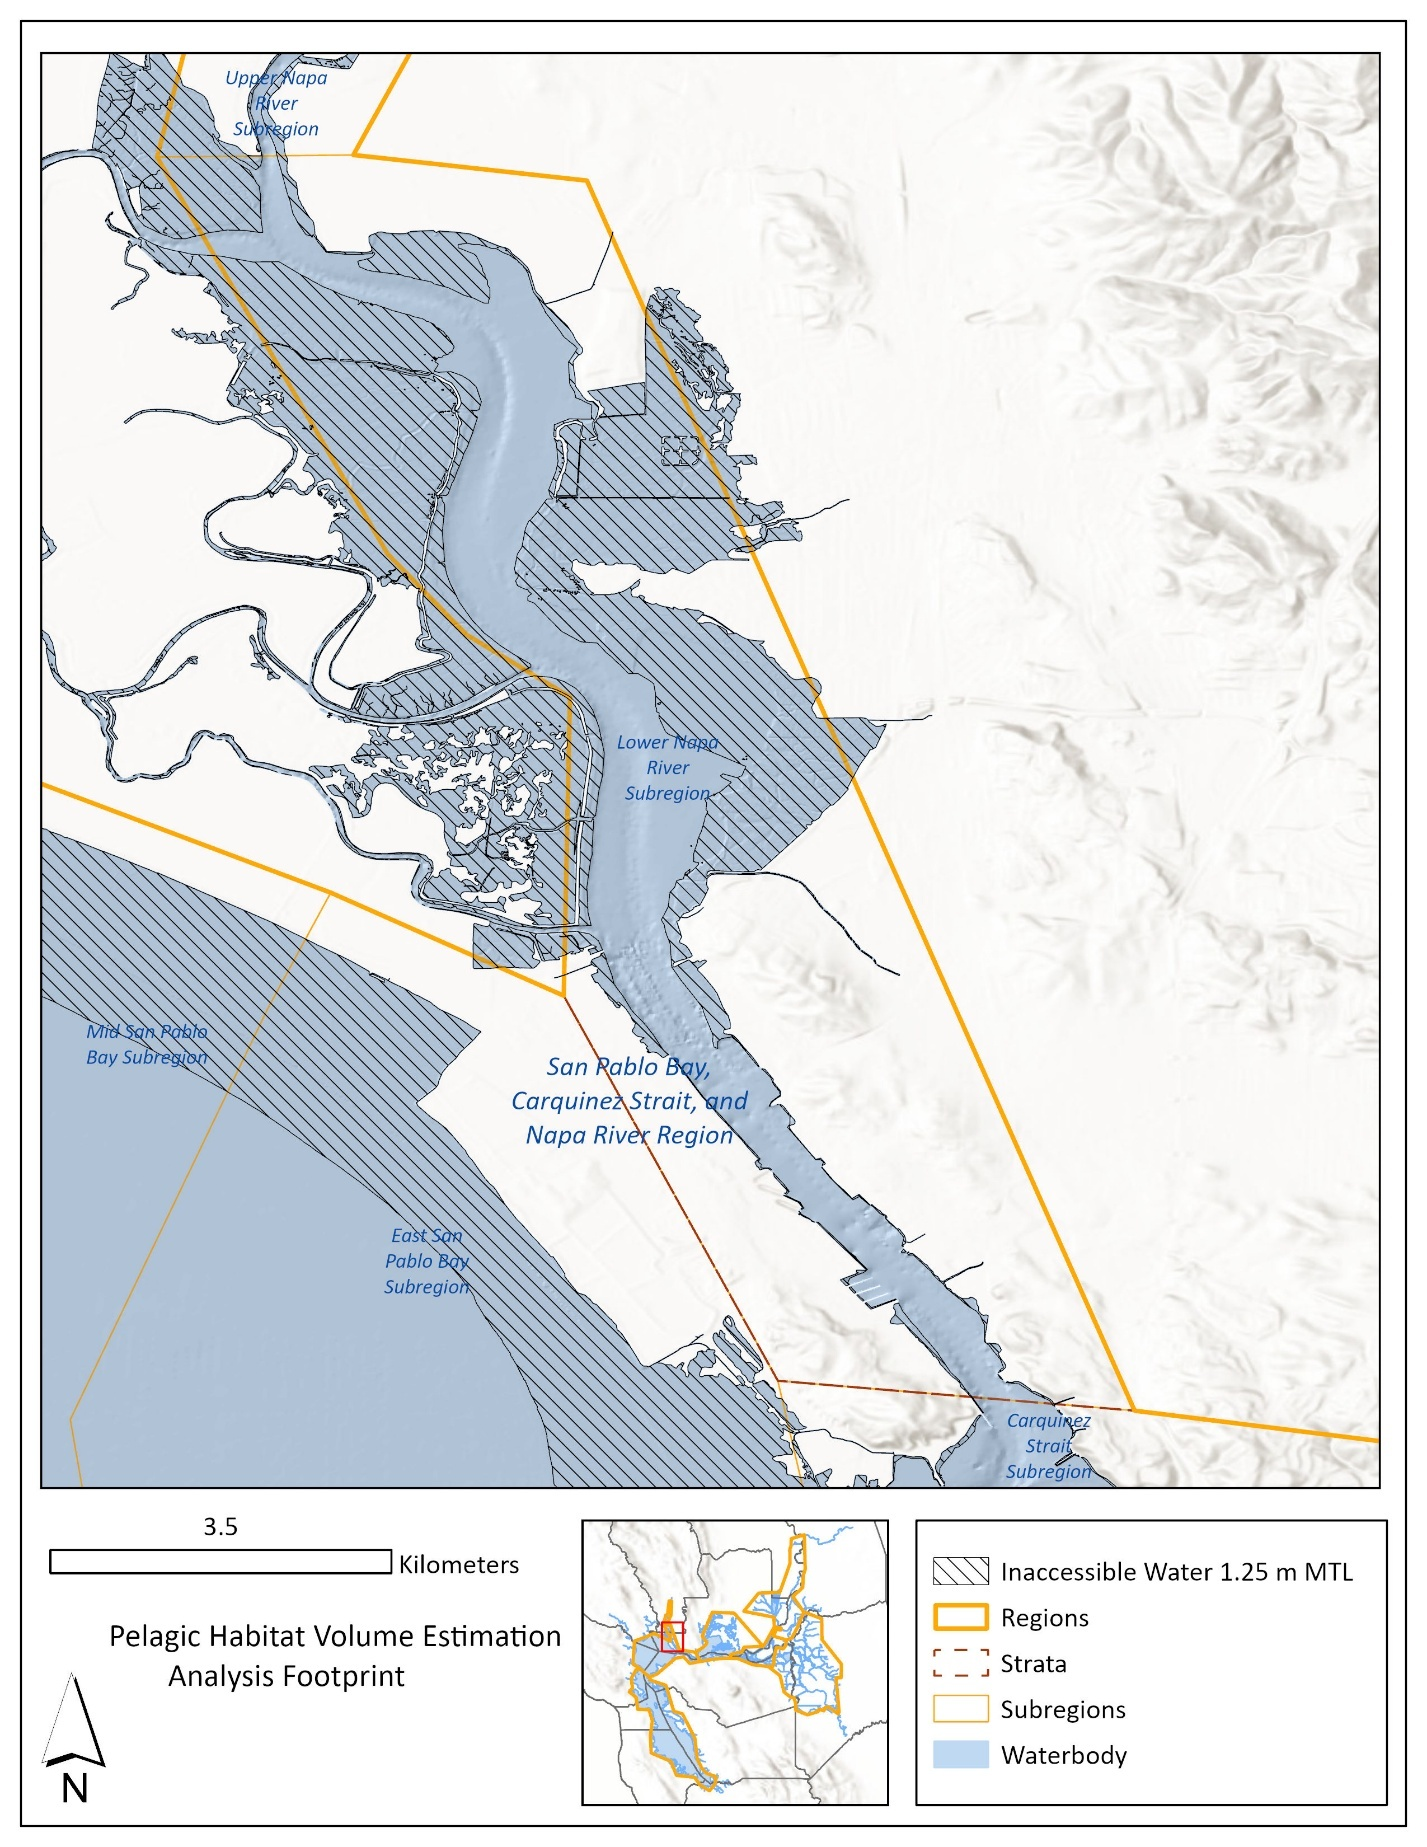 Upper Napa
River
Subregion
Lower Napa
River
Subregion
Mid San Pablo
Bay Subregion
San Pablo Bay,
Carquinez Strait, and
Napa River Region
East San
Pablo Bay
Subregion
Carquinez
Strait
Subregion
3.5
Kilometers
Pelagic Habitat Volume Estimation
Analysis Footprint
N
Inaccessible Water 1.25 m MTL
Regions
Strata
Subregions
Waterbody